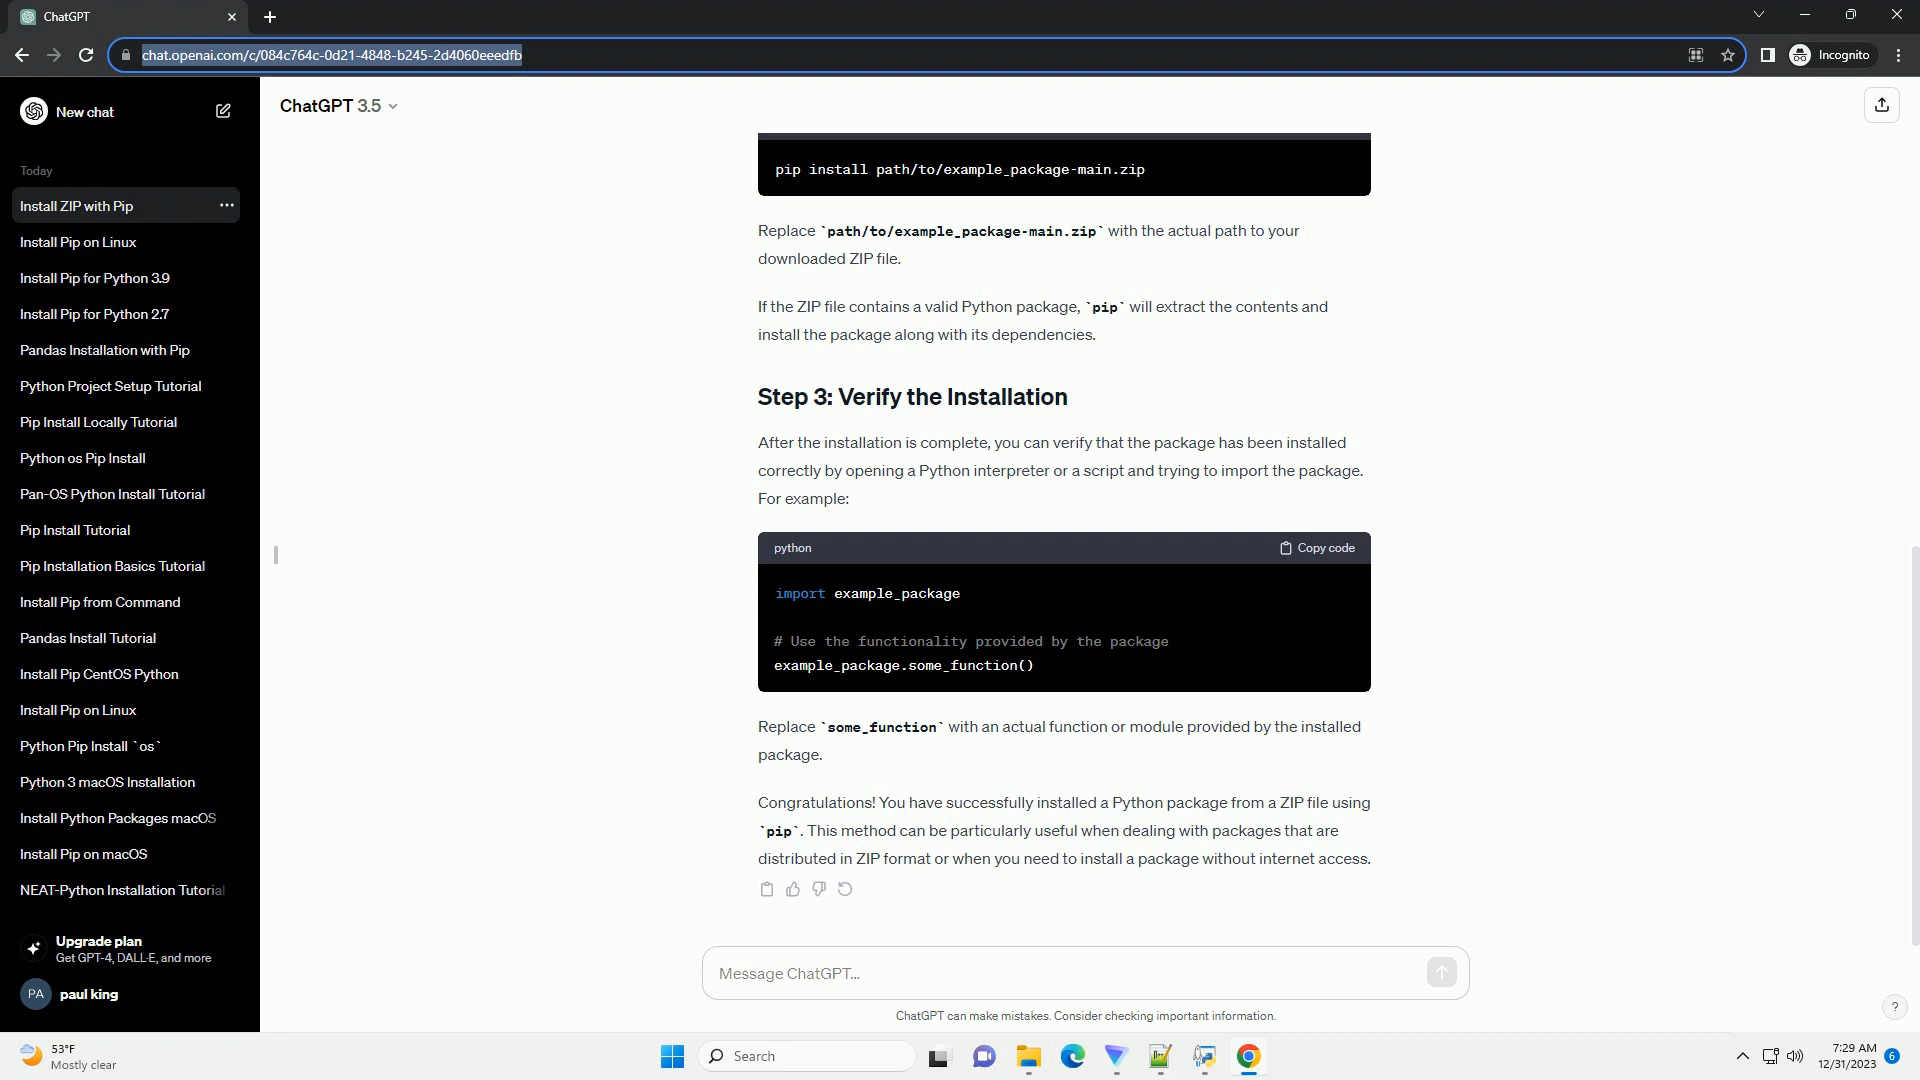 ChatGPT
chat.openai.com/c/084c764c-0d21-4848-b245-2d4060eeedfb
Incognito
New chat
Today
Install ZIP with Pip
Install Pip on Linux
Install Pip for Python 3.9
Install Pip for Python 2.7
Pandas Installation with Pip
Python Project Setup Tutorial
Pip Install Locally Tutorial
Python os Pip Install
Pan-OS Python Install Tutorial
Pip Install Tutorial
Pip Installation Basics Tutorial
Install Pip from Command
Pandas Install Tutorial
Install Pip CentOS Python
Install Pip on Linux
Python Pip Install `os`
Python 3 macOS Installation
Install Python Packages macOS
Install Pip on macOS
NEAT-Python Installation Tutorial
Upgrade plan
Get GPT-4, DALL·E, and more
PA paul king
ChatGPT 3.5
pip install path/to/example_package-main.zip
Replace `path/to/example_package-main.zip` with the actual path to your
downloaded ZIP file.
If the ZIP file contains a valid Python package, `pip` will extract the contents and
install the package along with its dependencies.
Step 3: Verify the Installation
After the installation is complete, you can verify that the package has been installed
correctly by opening a Python interpreter or a script and trying to import the package.
For example:
python Copy code
import example_package
# Use the functionality provided by the package
example_package.some_function()
Replace `some_function` with an actual function or module provided by the installed
package.
Congratulations! You have successfully installed a Python package from a ZIP file using
`pip`. This method can be particularly useful when dealing with packages that are
distributed in ZIP format or when you need to install a package without internet access.
Message ChatGPT...
ChatGPT can make mistakes. Consider checking important information.
?
53°F
Mostly clear
Search
7:29 AM
12/31/2023
6